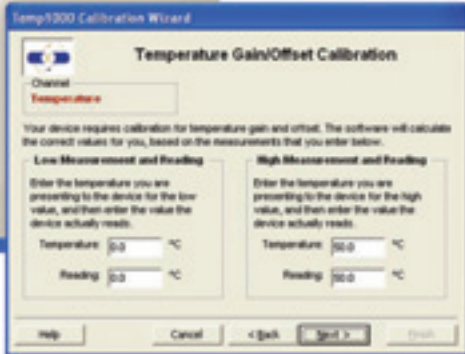 Temp1000 Calibration Wizard
Temperature Gain/Offset Calibration
Channel
Temperature
Your device requires calibration for temperature gain and offset. The software will calculate
the correct values for you, based on the measurements that you enter below.
Low Measurement and Reading
Enter the temperature you are
presenting to the device for the low
value, and then enter the value the
device actually reads.
Temperature: 0.0 °C
Reading: 0.0 °C
High Measurement and Reading
Enter the temperature you are
presenting to the device for the high
value, and then enter the value the
device actually reads.
Temperature: 50.0 °C
Reading: 50.0 °C
Help Cancel < Back Next > Finish